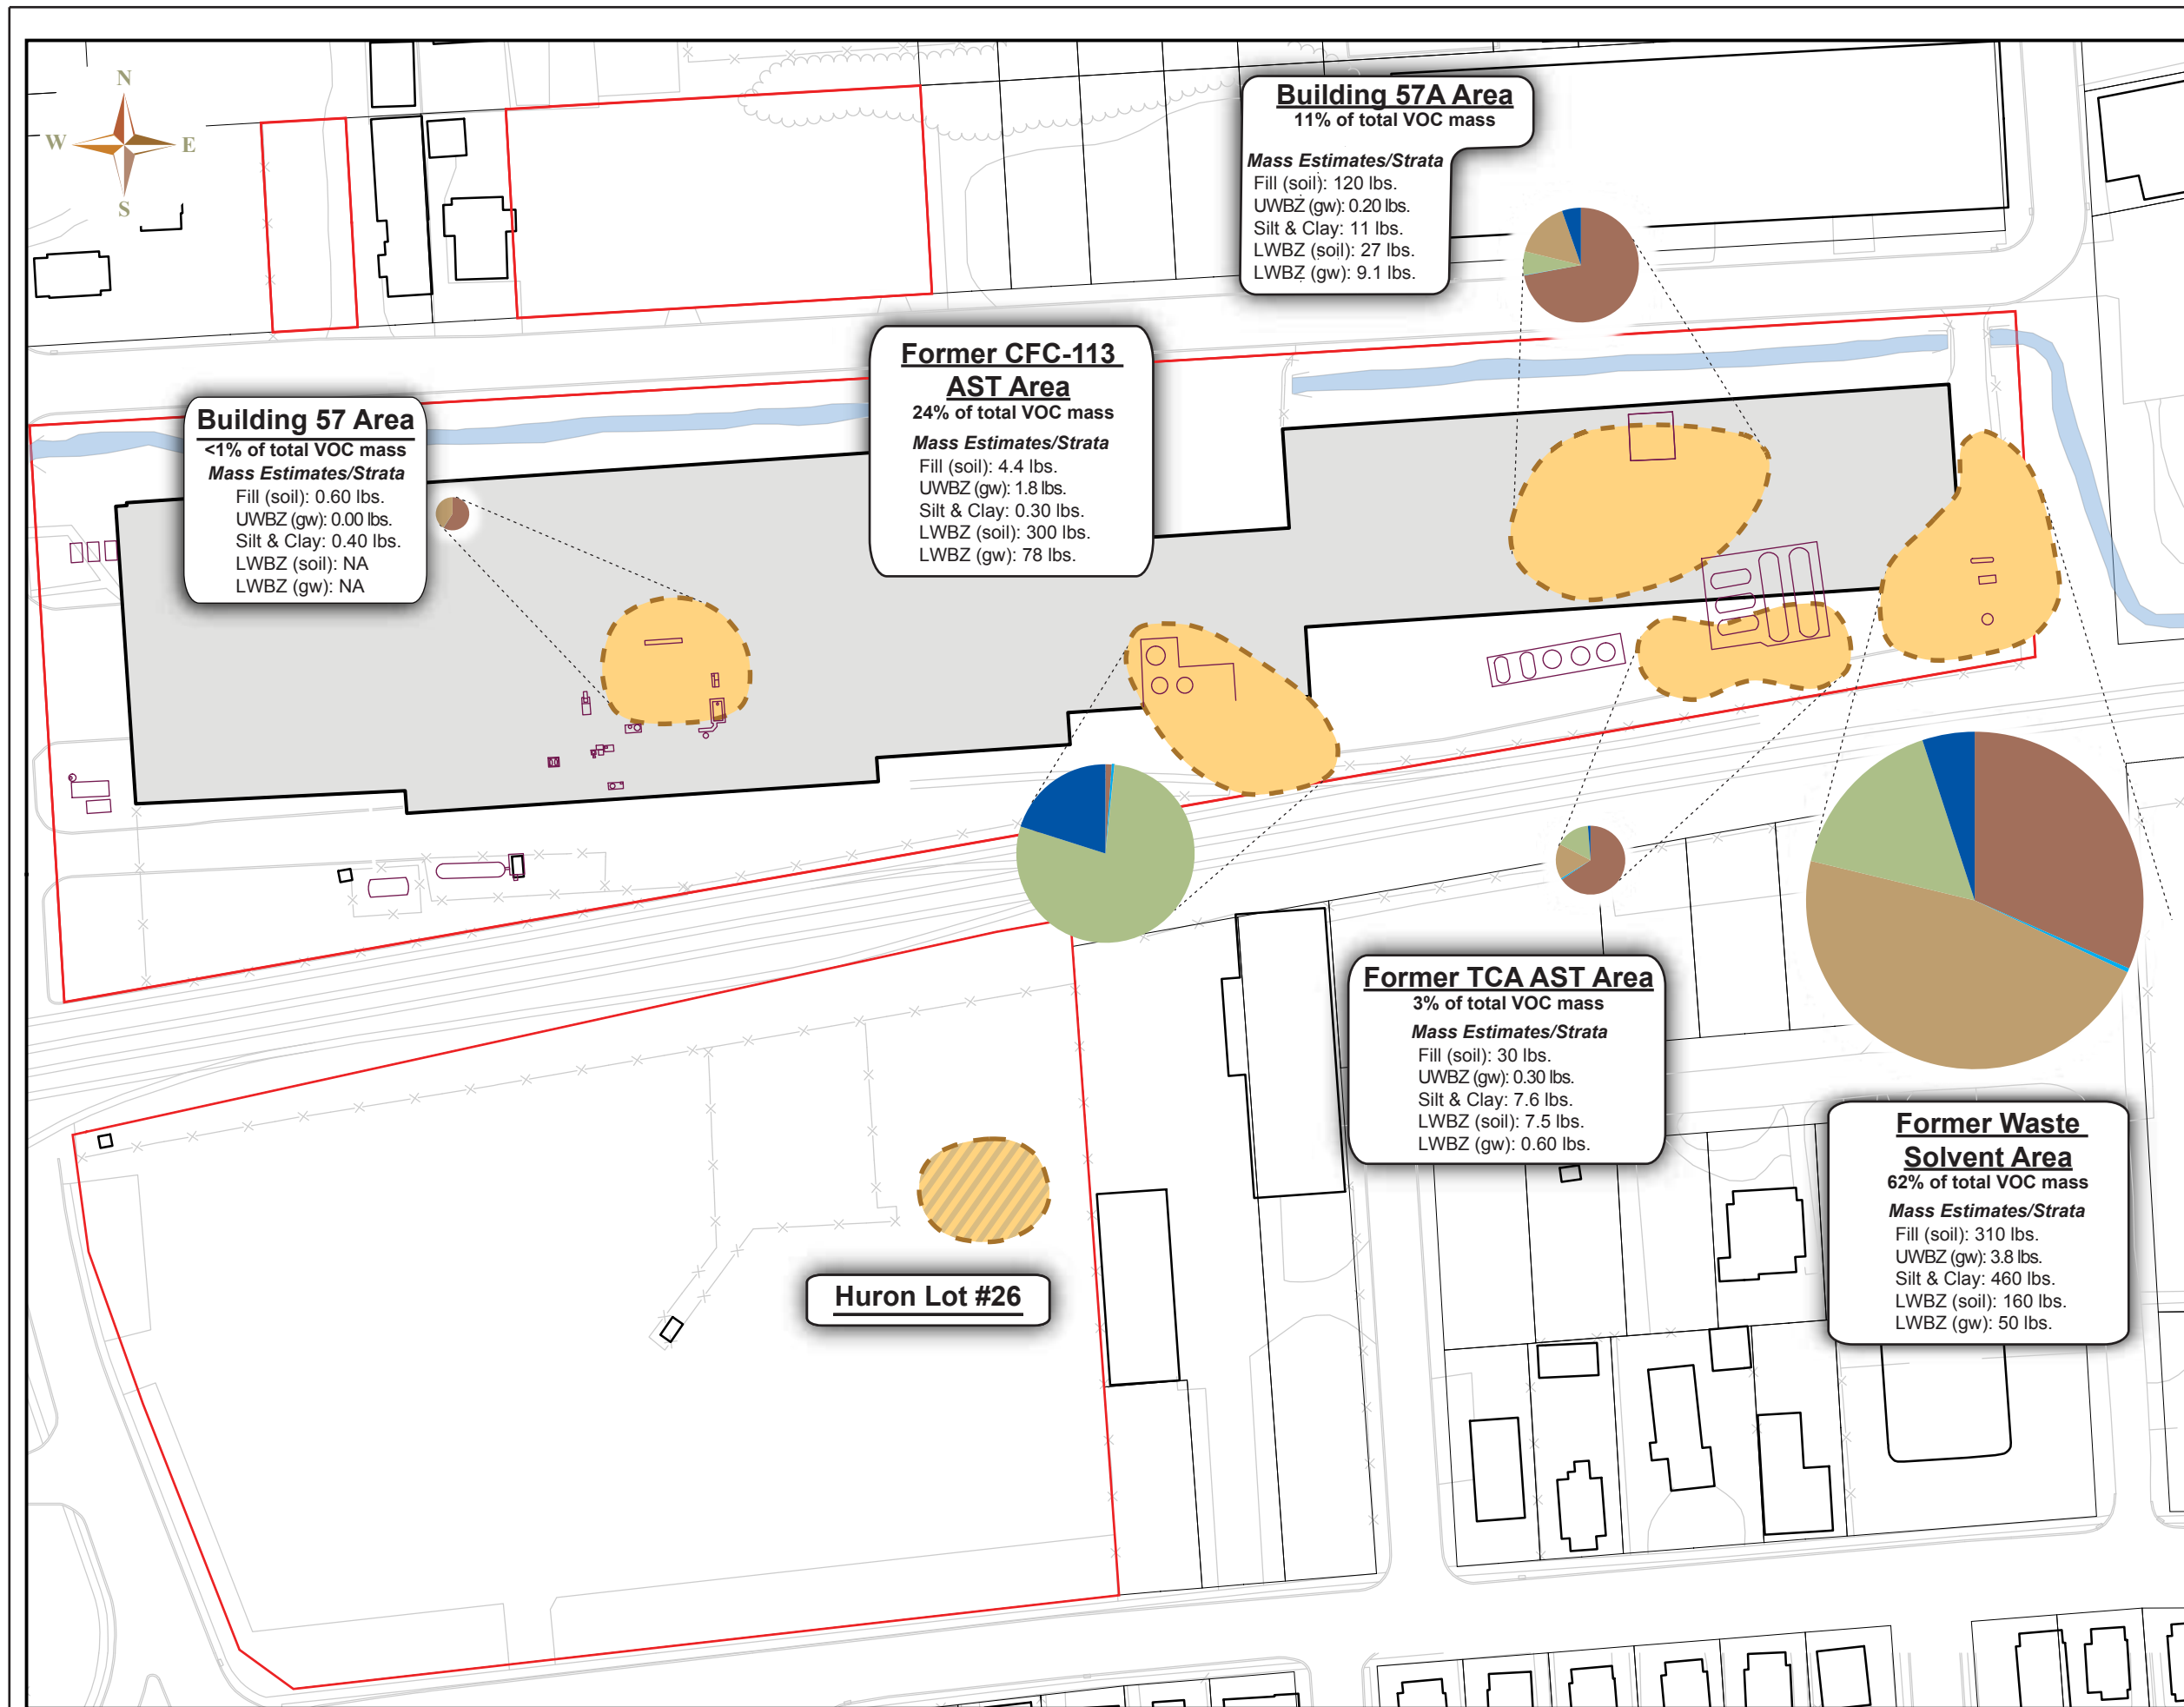 N
W
E
S
Building 57A Area
11% of total VOC mass
Mass Estimates/Strata
Fill (soil): 120 lbs.
UWBZ (gw): 0.20 lbs.
Silt & Clay: 11 lbs.
LWBZ (soil): 27 lbs.
LWBZ (gw): 9.1 lbs.
Former CFC-113
AST Area
24% of total VOC mass
Mass Estimates/Strata
Fill (soil): 4.4 lbs.
UWBZ (gw): 1.8 lbs.
Silt & Clay: 0.30 lbs.
LWBZ (soil): 300 lbs.
LWBZ (gw): 78 lbs.
Building 57 Area
<1% of total VOC mass
Mass Estimates/Strata
Fill (soil): 0.60 lbs.
UWBZ (gw): 0.00 lbs.
Silt & Clay: 0.40 lbs.
LWBZ (soil): NA
LWBZ (gw): NA
Former TCA AST Area
3% of total VOC mass
Mass Estimates/Strata
Fill (soil): 30 lbs.
UWBZ (gw): 0.30 lbs.
Silt & Clay: 7.6 lbs.
LWBZ (soil): 7.5 lbs.
LWBZ (gw): 0.60 lbs.
Former Waste
Solvent Area
62% of total VOC mass
Mass Estimates/Strata
Fill (soil): 310 lbs.
UWBZ (gw): 3.8 lbs.
Silt & Clay: 460 lbs.
LWBZ (soil): 160 lbs.
LWBZ (gw): 50 lbs.
Huron Lot #26